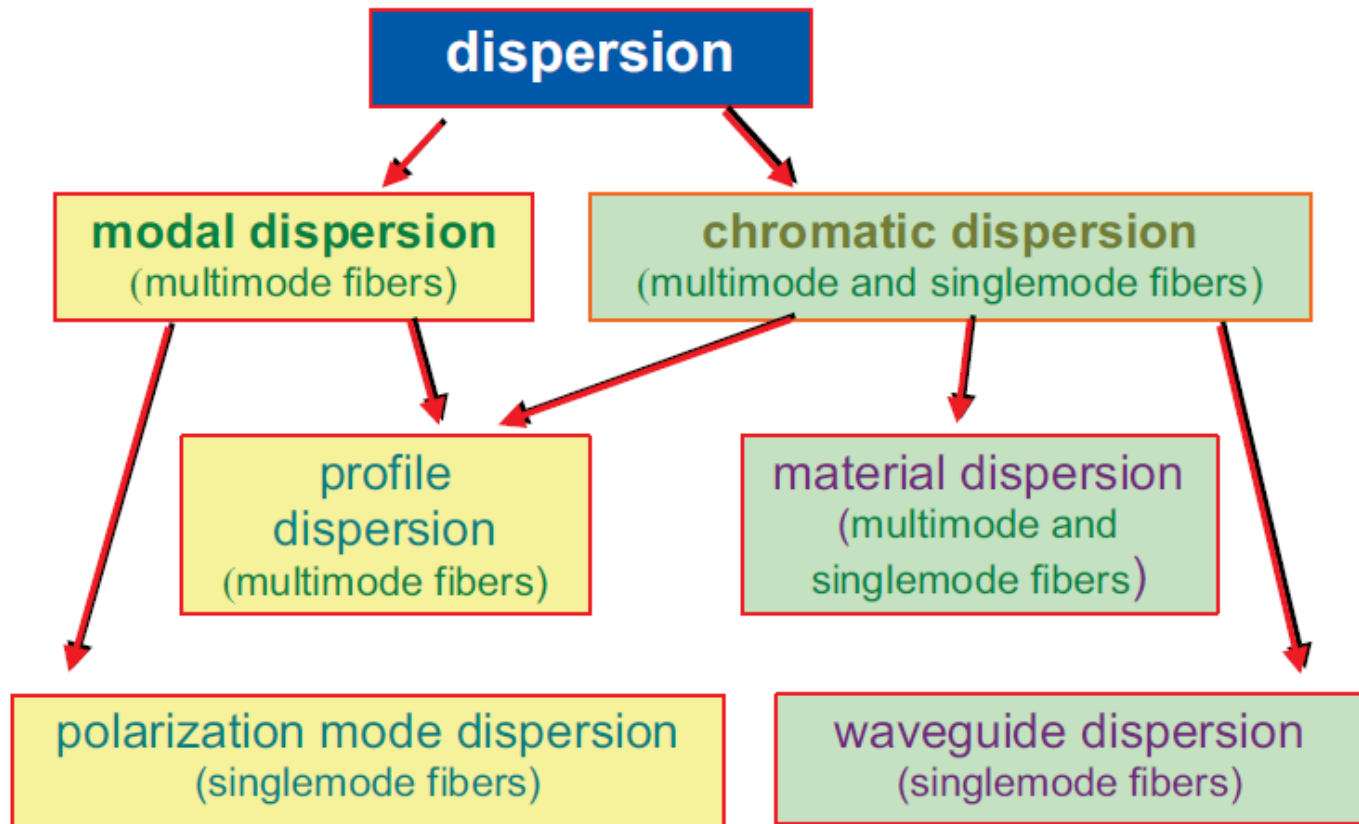 dispersion
modal dispersion
(multimode fibers)
chromatic dispersion
(multimode and singlemode fibers)
profile
dispersion
(multimode fibers)
material dispersion
(multimode and
singlemode fibers)
polarization mode dispersion
(singlemode fibers)
waveguide dispersion
(singlemode fibers)